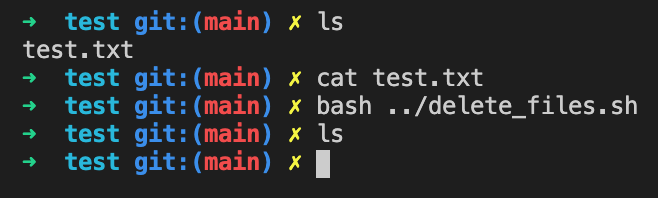 ➜ test git:(main) ✗ ls
test.txt
➜ test git:(main) ✗ cat test.txt
➜ test git:(main) ✗ bash ../delete_files.sh
➜ test git:(main) ✗ ls
➜ test git:(main) ✗